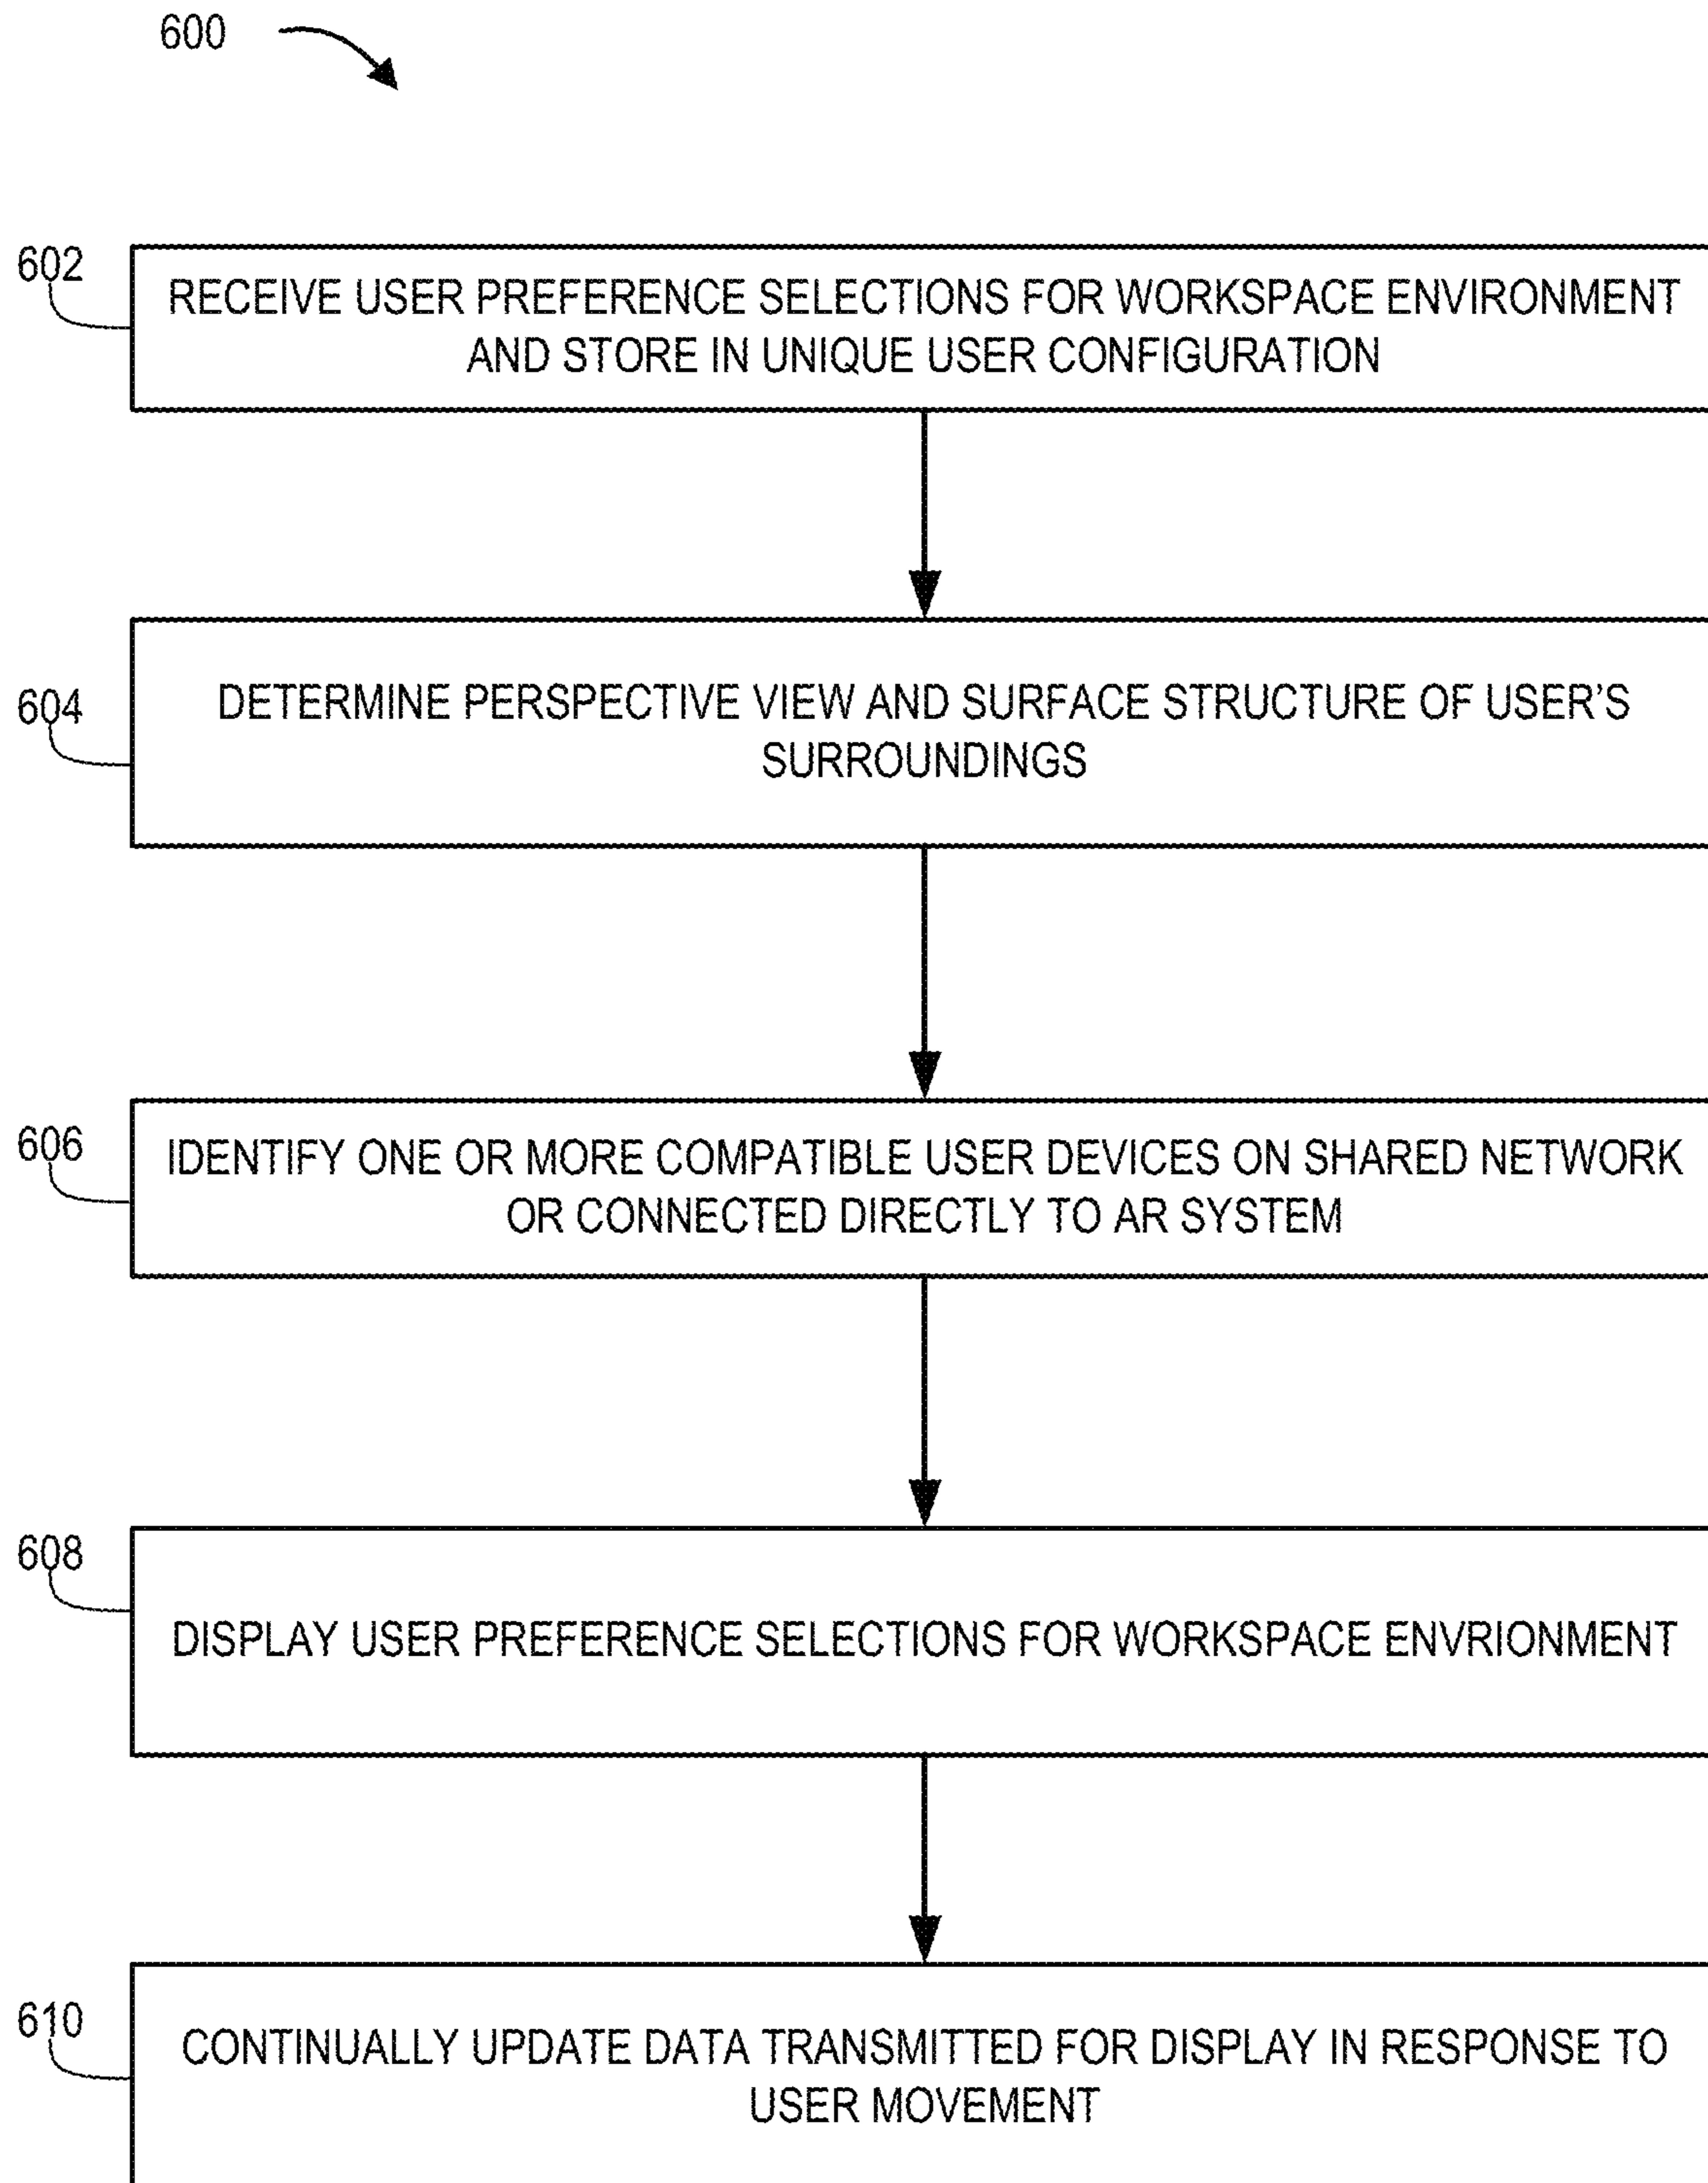 600
602
RECEIVE USER PREFERENCE SELECTIONS FOR WORKSPACE ENVIRONMENT
AND STORE IN UNIQUE USER CONFIGURATION
604
DETERMINE PERSPECTIVE VIEW AND SURFACE STRUCTURE OF USER'S
SURROUNDINGS
606
IDENTIFY ONE OR MORE COMPATIBLE USER DEVICES ON SHARED NETWORK
OR CONNECTED DIRECTLY TO AR SYSTEM
608
DISPLAY USER PREFERENCE SELECTIONS FOR WORKSPACE ENVRIONMENT
610
CONTINUALLY UPDATE DATA TRANSMITTED FOR DISPLAY IN RESPONSE TO
USER MOVEMENT